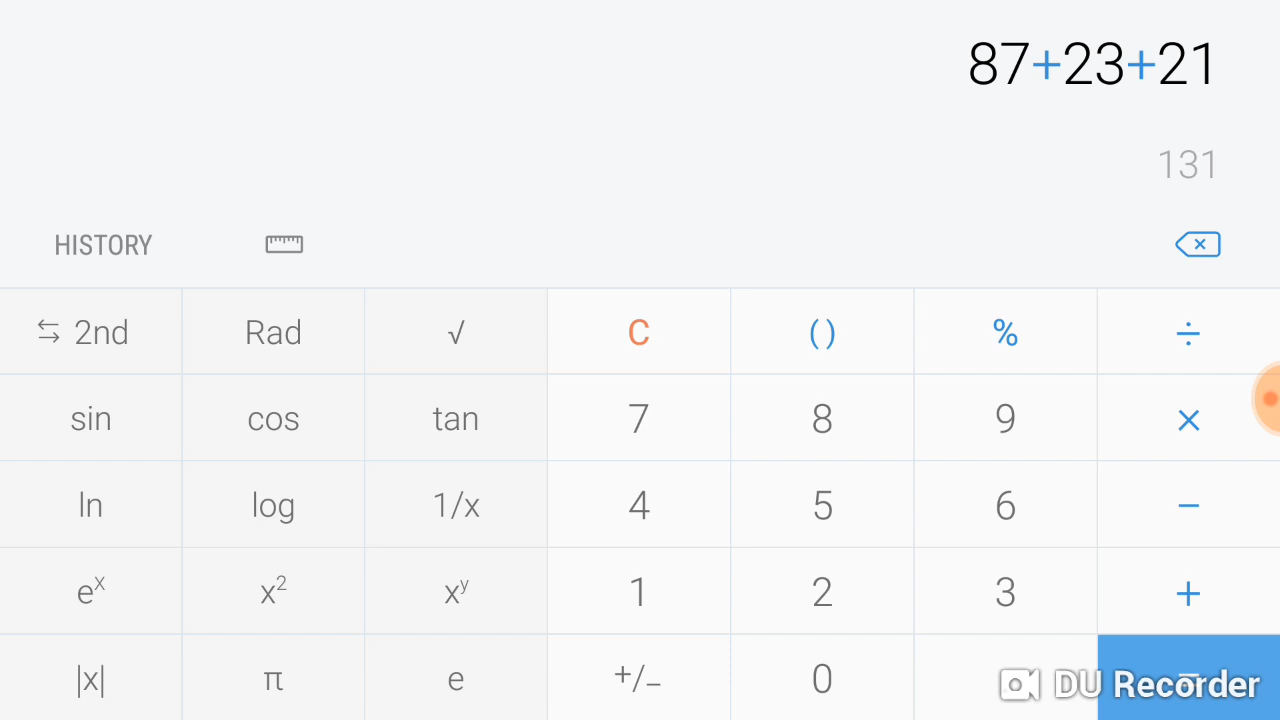 87+23+21
131
HISTORY
⇆ 2nd Rad √ C ( ) % ÷
sin cos tan 7 8 9 ×
ln log 1/x 4 5 6 −
eˣ x² xʸ 1 2 3 +
|x| π e +/− 0 =
DU Recorder